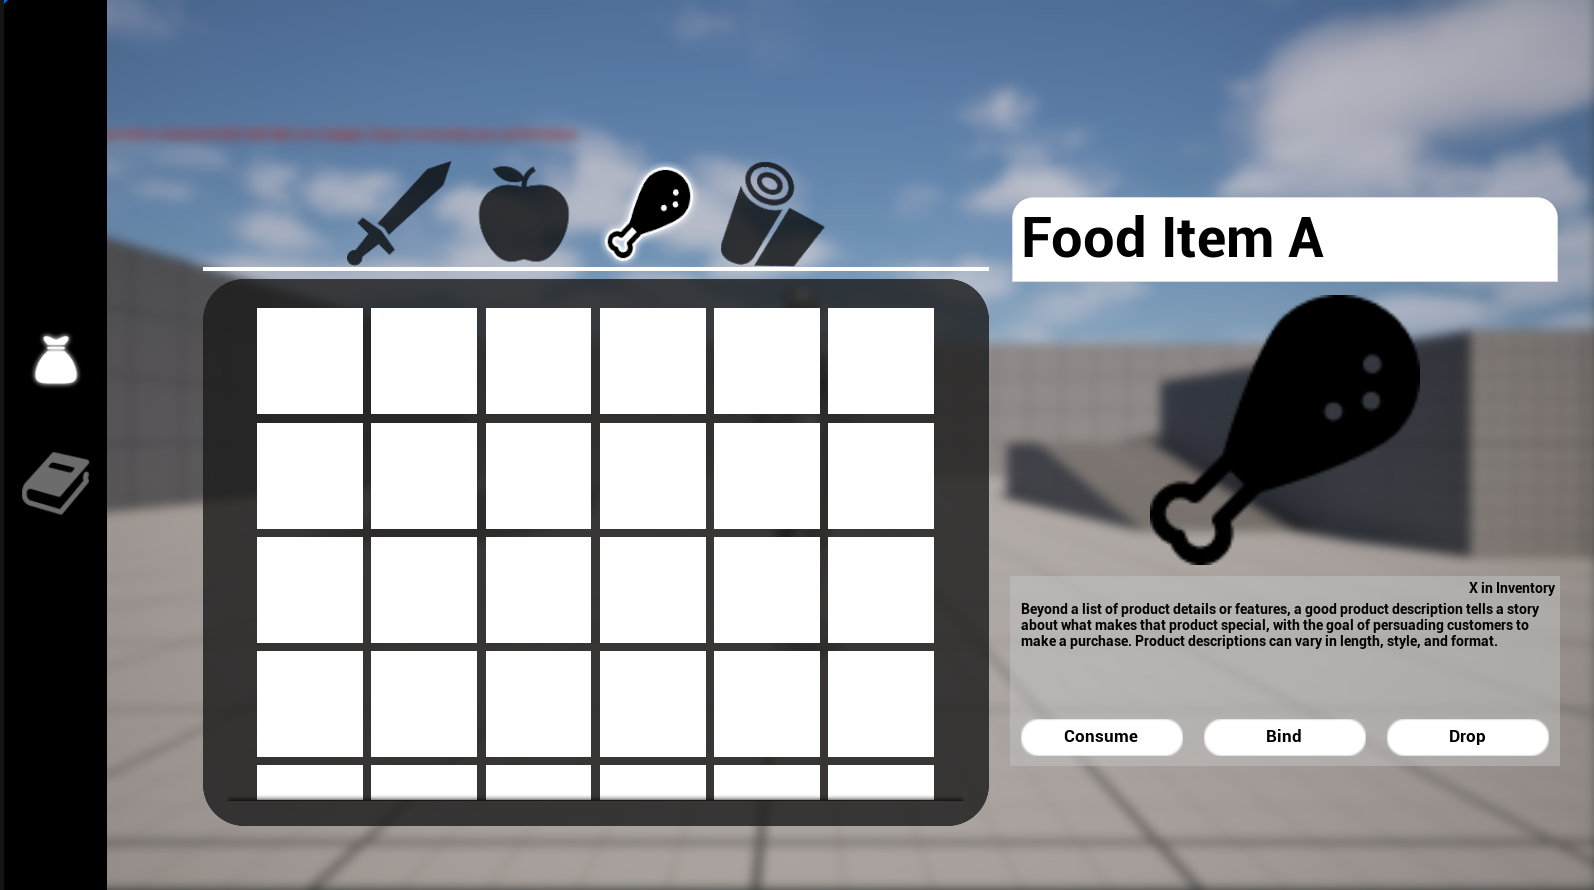 Food Item A
X in Inventory
Beyond a list of product details or features, a good product description tells a story
about what makes that product special, with the goal of persuading customers to
make a purchase. Product descriptions can vary in length, style, and format.
Consume
Bind
Drop